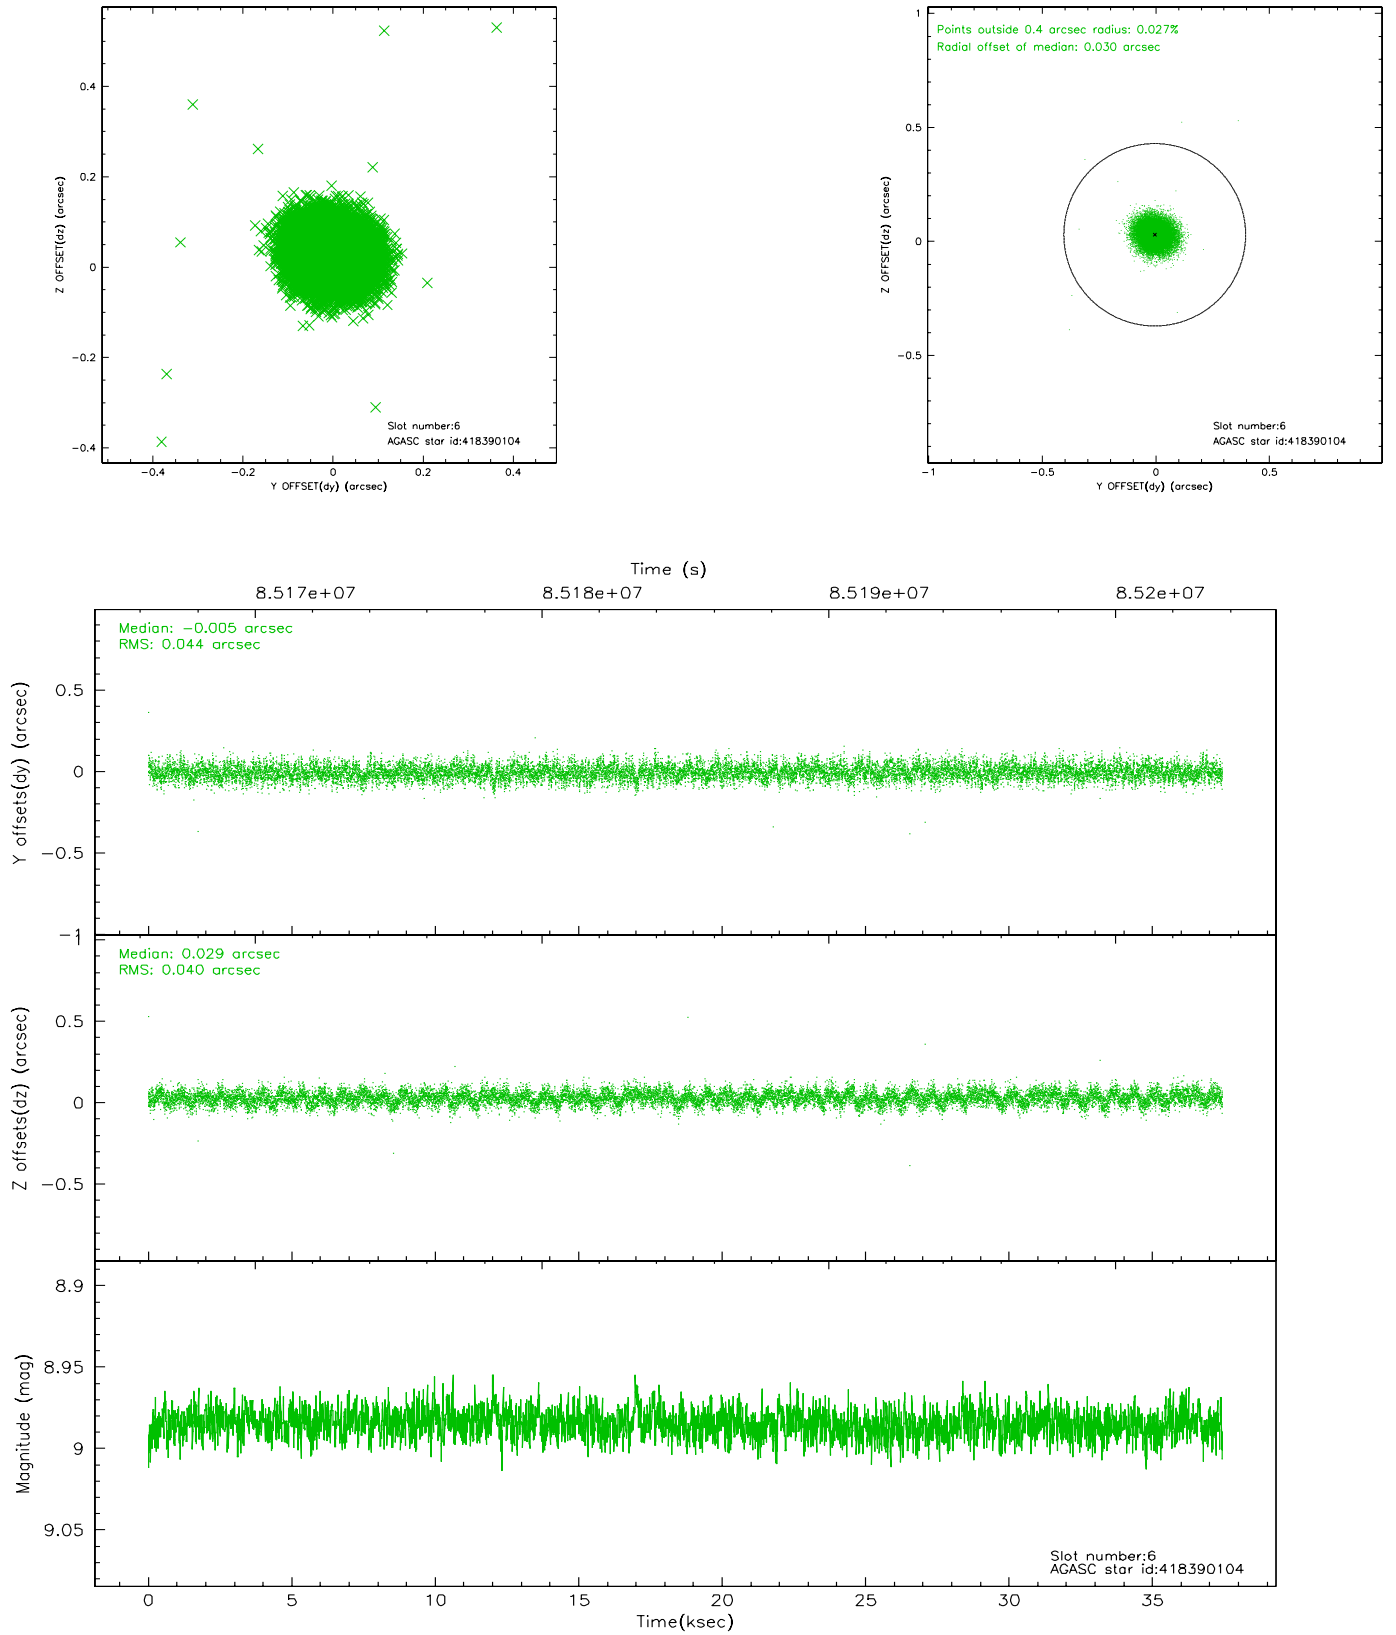 0.4
0.2
0
−0.2
−0.4
Z OFFSET(dz) (arcsec)
Slot number:6
AGASC star id:418390104
−0.4 −0.2 0 0.2 0.4
Y OFFSET(dy) (arcsec)
Points outside 0.4 arcsec radius: 0.027%
Radial offset of median: 0.030 arcsec
1
0.5
0
−0.5
Z OFFSET(dz) (arcsec)
Slot number:6
AGASC star id:418390104
−1 −0.5 0 0.5
Y OFFSET(dy) (arcsec)
Time (s)
8.517e+07 8.518e+07 8.519e+07 8.52e+07
Median: −0.005 arcsec
RMS: 0.044 arcsec
0.5
0
−0.5
−1
Y offsets(dy) (arcsec)
Median: 0.029 arcsec
RMS: 0.040 arcsec
1
0.5
0
−0.5
Z offsets(dz) (arcsec)
8.9
8.95
9
9.05
Magnitude (mag)
Slot number:6
AGASC star id:418390104
0 5 10 15 20 25 30 35
Time(ksec)